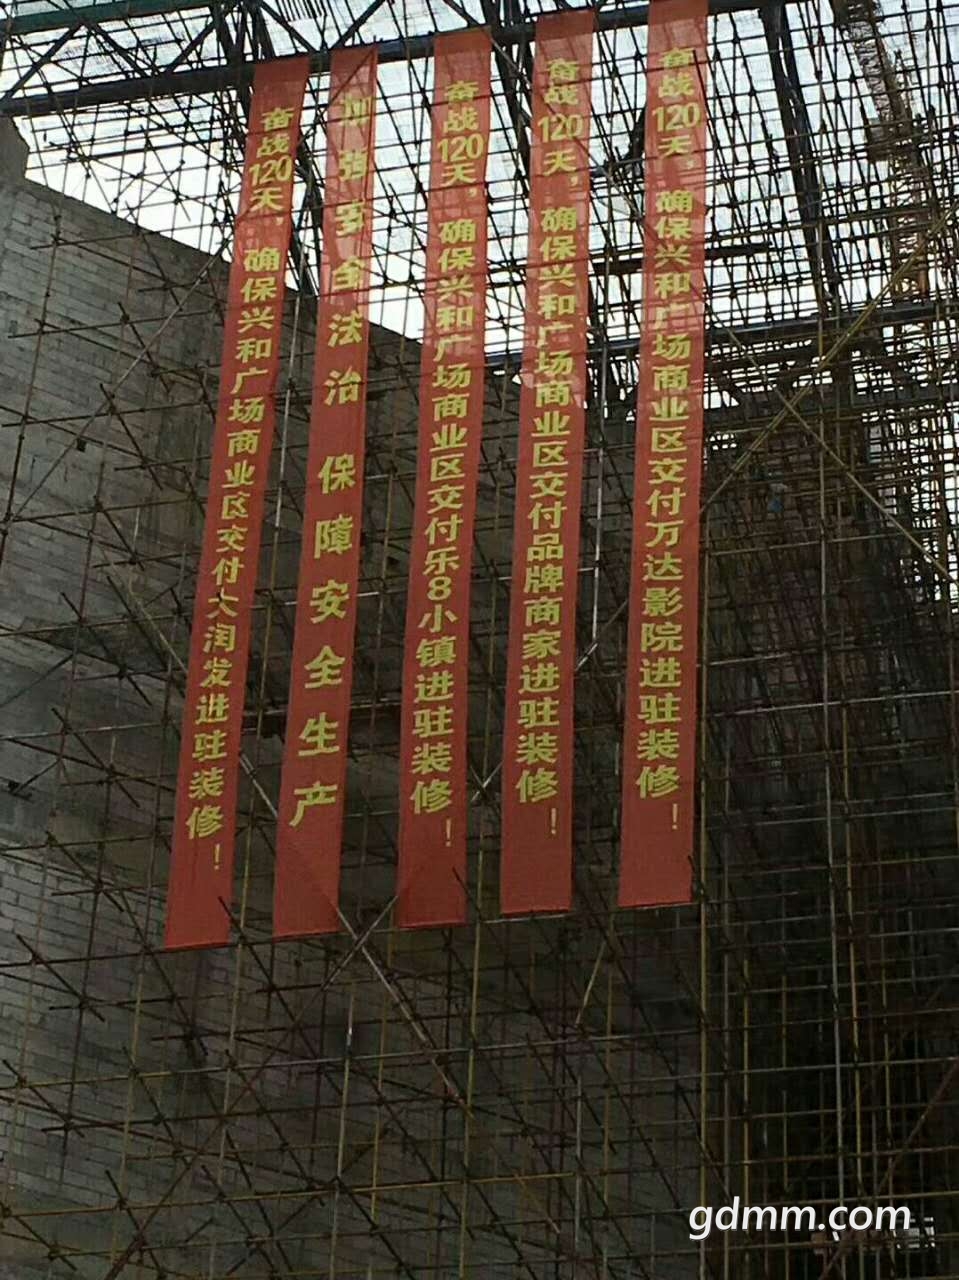 奋战120天，确保兴和广场商业区交付大润发进驻装修！
加强安全法治保障安全生产
奋战120天，确保兴和广场商业区交付乐8小镇进驻装修！
奋战120天，确保兴和广场商业区交付品牌商家进驻装修！
奋战120天，确保兴和广场商业区交付万达影院进驻装修！
gdmm.com